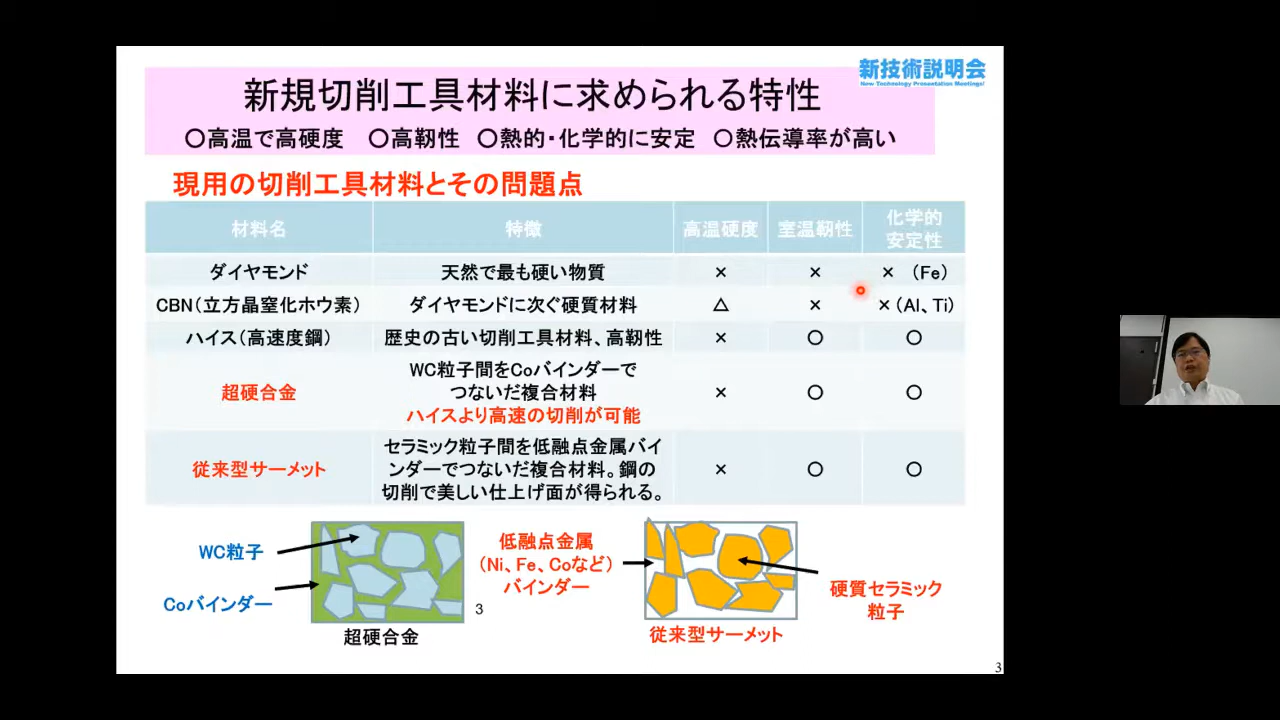 新技術説明会
New Technology Presentation Meetings!
新規切削工具材料に求められる特性
〇高温で高硬度 〇高靭性 〇熱的・化学的に安定 〇熱伝導率が高い
現用の切削工具材料とその問題点
材料名 特徴 高温硬度 室温靭性 化学的
安定性
ダイヤモンド 天然で最も硬い物質 × × × (Fe)
CBN(立方晶窒化ホウ素) ダイヤモンドに次ぐ硬質材料 △ × ×(Al、Ti)
ハイス(高速度鋼) 歴史の古い切削工具材料、高靭性 × 〇 〇
超硬合金 WC粒子間をCoバインダーで
つないだ複合材料
ハイスより高速の切削が可能 × 〇 〇
従来型サーメット セラミック粒子間を低融点金属バイ
ンダーでつないだ複合材料。鋼の
切削で美しい仕上げ面が得られる。 × 〇 〇
WC粒子
Coバインダー
超硬合金
3
低融点金属
(Ni、Fe、Coなど)
バインダー
硬質セラミック
粒子
従来型サーメット
3